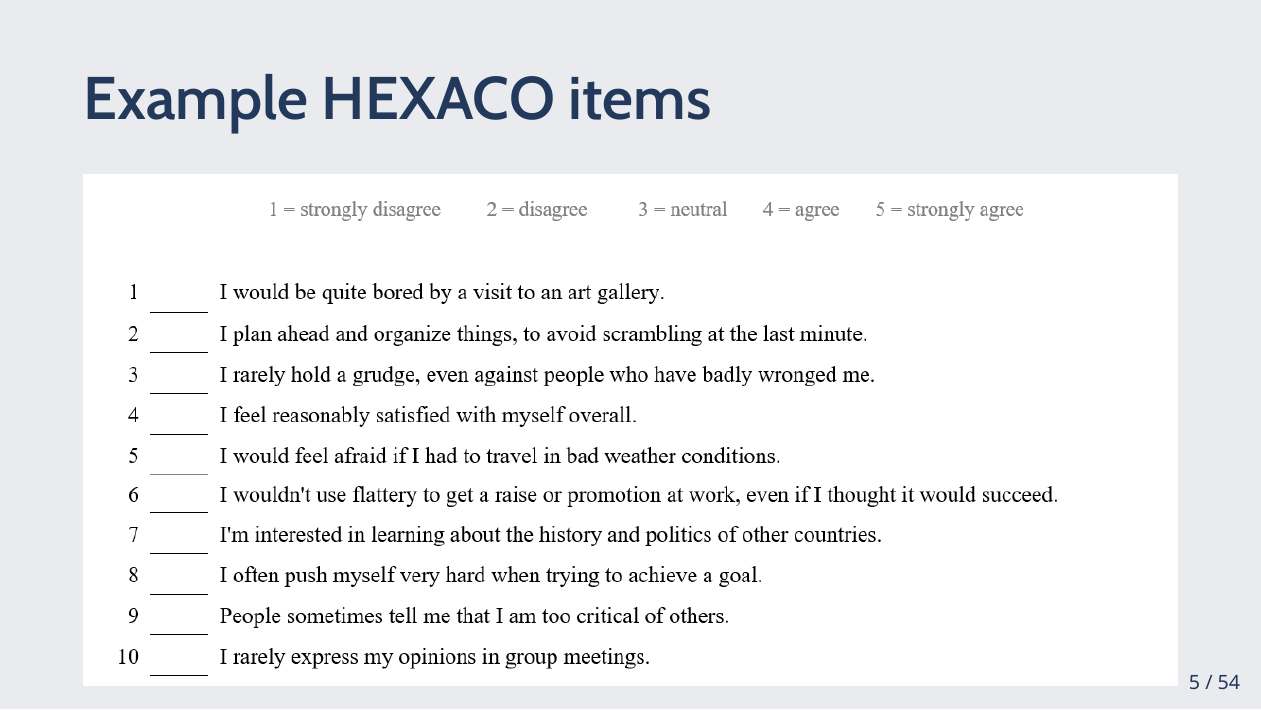 Example HEXACO items
1 = strongly disagree 2 = disagree 3 = neutral 4 = agree 5 = strongly agree
1 I would be quite bored by a visit to an art gallery.
2 I plan ahead and organize things, to avoid scrambling at the last minute.
3 I rarely hold a grudge, even against people who have badly wronged me.
4 I feel reasonably satisfied with myself overall.
5 I would feel afraid if I had to travel in bad weather conditions.
6 I wouldn't use flattery to get a raise or promotion at work, even if I thought it would succeed.
7 I'm interested in learning about the history and politics of other countries.
8 I often push myself very hard when trying to achieve a goal.
9 People sometimes tell me that I am too critical of others.
10 I rarely express my opinions in group meetings.
5 / 54